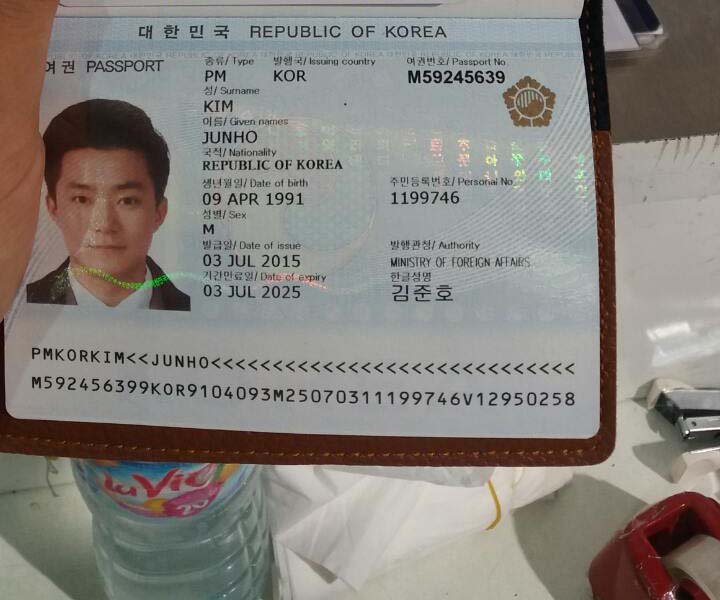 대한민국 REPUBLIC OF KOREA
여권 PASSPORT
종류/ Type 발행국/ Issuing country 여권번호/ Passport No.
PM KOR M59245639
성/ Surname
KIM
이름/ Given names
JUNHO
국적/ Nationality
REPUBLIC OF KOREA
생년월일/ Date of birth 주민등록번호/ Personal No.
09 APR 1991 1199746
성별/ Sex
M
발급일/ Date of issue 발행관청/ Authority
03 JUL 2015 MINISTRY OF FOREIGN AFFAIRS
기간만료일/ Date of expiry 한글성명
03 JUL 2025 김준호
PMKORKIM<<JUNHO<<<<<<<<<<<<<<<<<<<<<<<<<<<<<
M592456399KOR9104093M25070311199746V12950258
laVie